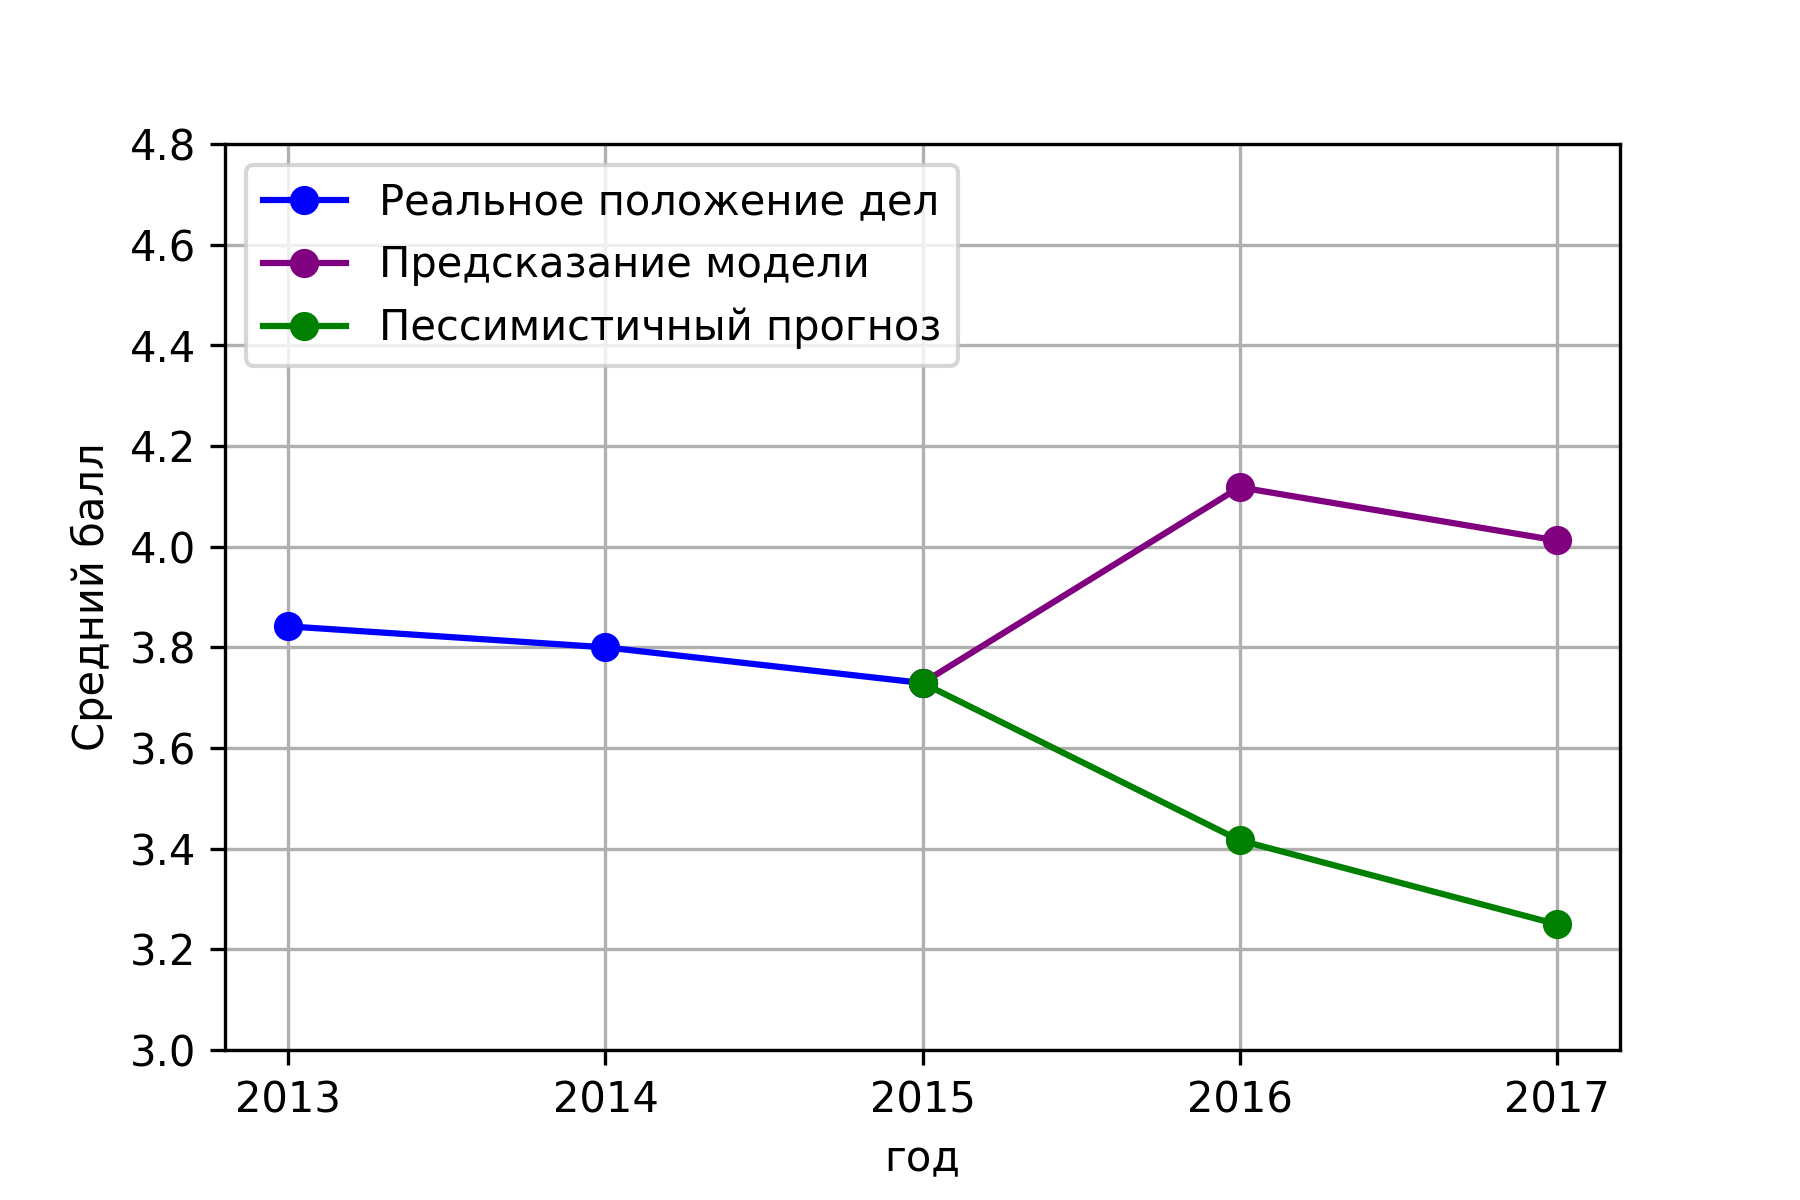 4.8
4.6
4.4
4.2
4.0
3.8
3.6
3.4
3.2
3.0
Средний балл
Реальное положение дел
Предсказание модели
Пессимистичный прогноз
2013 2014 2015 2016 2017
год